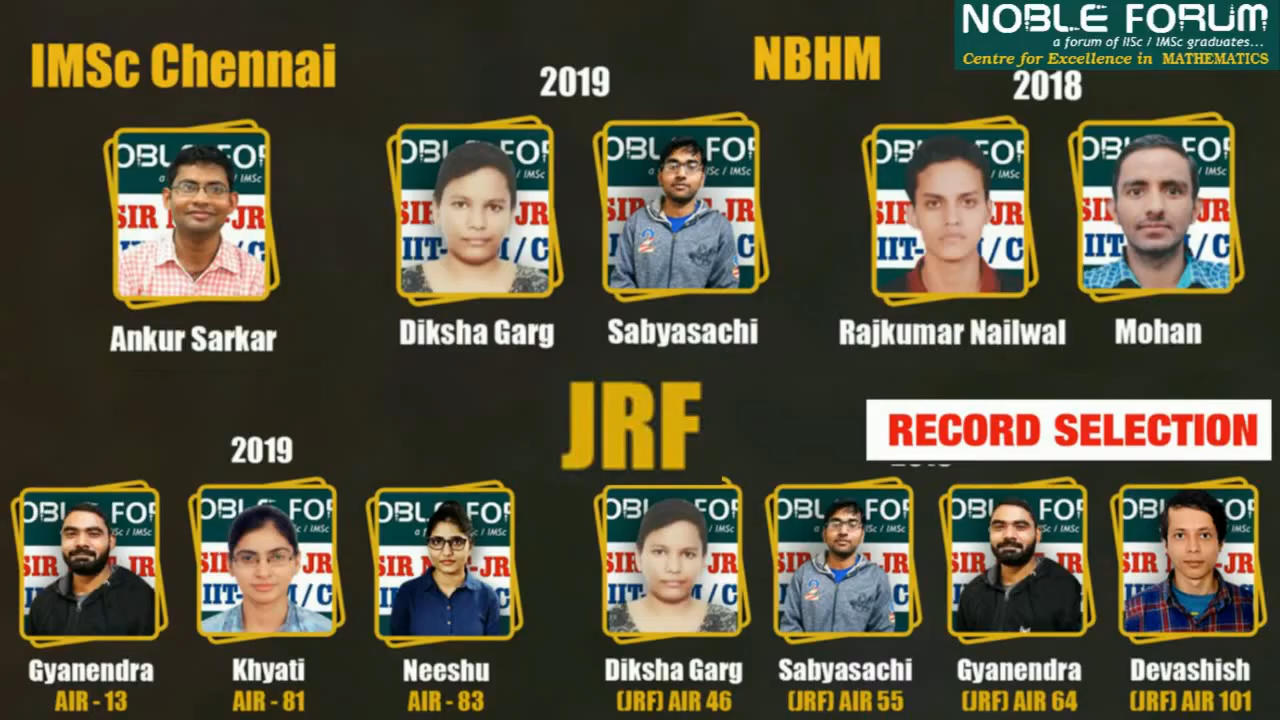 NOBLE FORUM
a forum of IISc / IMSc graduates...
Centre for Excellence in MATHEMATICS
IMSc Chennai
NBHM
2019
2018
Ankur Sarkar
Diksha Garg
Sabyasachi
Rajkumar Nailwal
Mohan
JRF
RECORD SELECTION
2019
Gyanendra
AIR - 13
Khyati
AIR - 81
Neeshu
AIR - 83
Diksha Garg
(JRF) AIR 46
Sabyasachi
(JRF) AIR 55
Gyanendra
(JRF) AIR 64
Devashish
(JRF) AIR 101